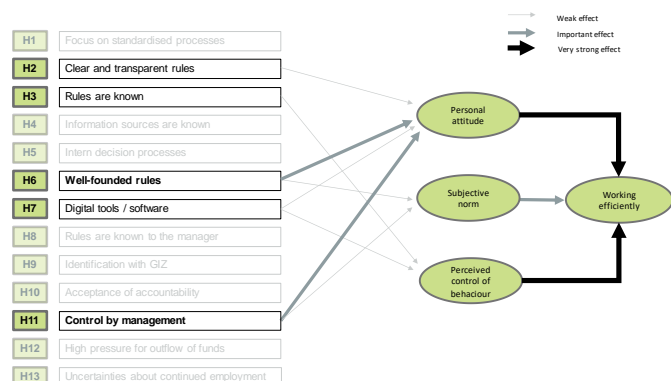 Weak effect
Important effect
Very strong effect
H1 Focus on standardised processes
H2 Clear and transparent rules
H3 Rules are known
H4 Information sources are known
H5 Intern decision processes
H6 Well-founded rules
H7 Digital tools / software
H8 Rules are known to the manager
H9 Identification with GIZ
H10 Acceptance of accountability
H11 Control by management
H12 High pressure for outflow of funds
H13 Uncertainties about continued employment
Personal
attitude
Subjective
norm
Perceived
control of
behaciour
Working
efficiently